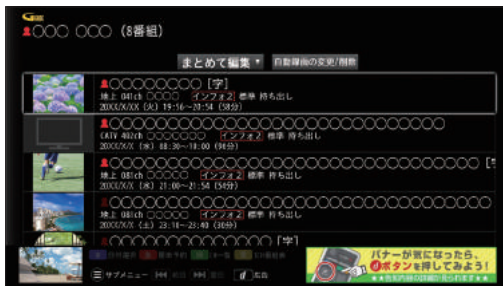 ○○○ ○○○ (8番組)
まとめて編集 自動録画の変更/削除
○○○○○○○○○ [字]
地上 041ch ○○○○ インフォ2 標準 持ち出し
20XX/X/XX (火) 19:56~20:54 (58分)
○○○○○○○○○○○○○○○○○○○○○○○○○○○○○○
CATV 402ch ○○○○○○○ インフォ2 標準 持ち出し
20XX/X/X (水) 08:30~10:00 (90分)
○○○○○○○○○○○○○○○○○○○○○○○○○○○○○○○○○ [字
地上 081ch ○○○○○ インフォ2 標準 持ち出し
20XX/X/X (水) 21:00~21:54 (54分)
○○○○○○○○○○○○○○○○○○○○○○○○○○○○○○
地上 081ch ○○○○○ インフォ2 標準 持ち出し
20XX/X/X (土) 23:10~23:40 (30分)
○○○○○○○○○○○○○ [字]
サブメニュー d 広告
バナーが気になったら、
dボタンを押してみよう!